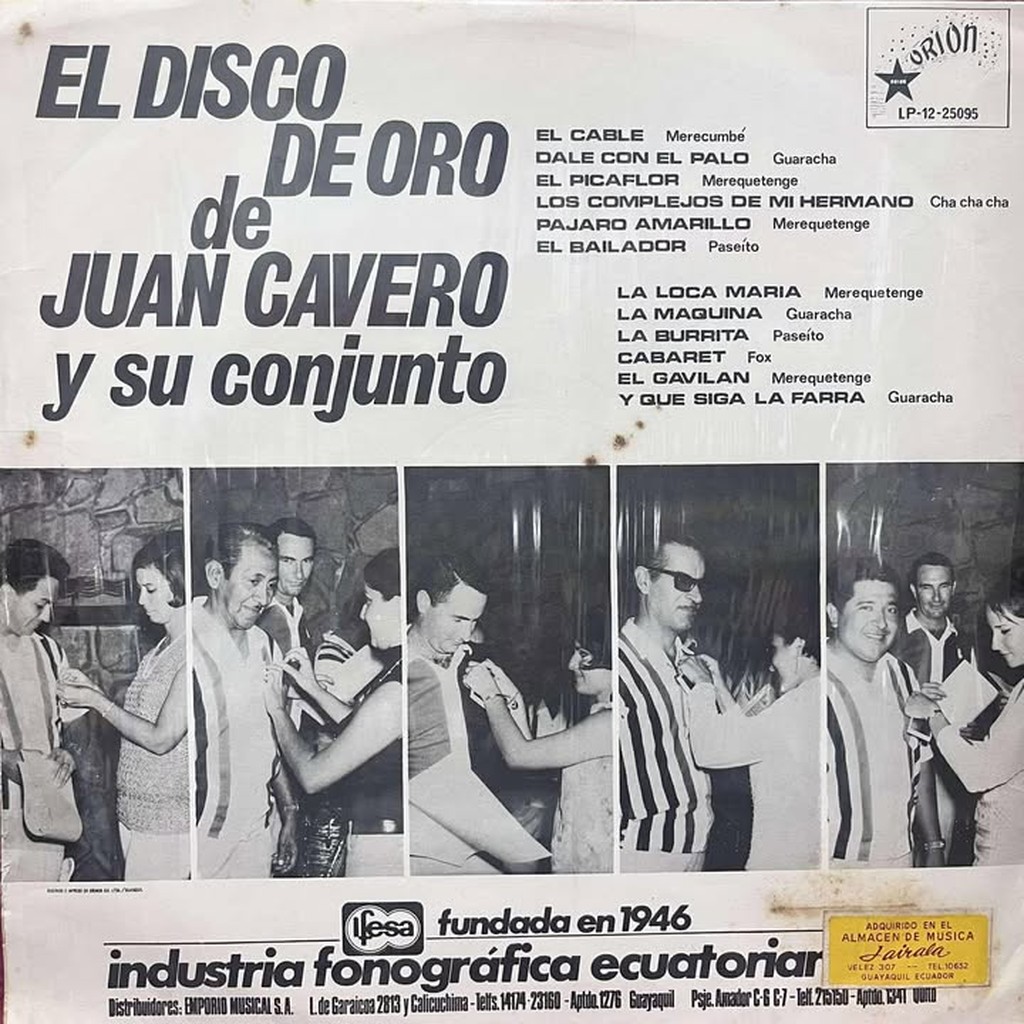 EL DISCO
DE ORO
de
JUAN CAVERO
y su conjunto
ORION
LP-12-25095
EL CABLE Merecumbé
DALE CON EL PALO Guaracha
EL PICAFLOR Merequetenge
LOS COMPLEJOS DE MI HERMANO Cha cha cha
PAJARO AMARILLO Merequetenge
EL BAILADOR Paseíto
LA LOCA MARIA Merequetenge
LA MAQUINA Guaracha
LA BURRITA Paseíto
CABARET Fox
EL GAVILAN Merequetenge
Y QUE SIGA LA FARRA Guaracha
ifesa fundada en 1946
industria fonográfica ecuatorian
Distribuidores: EMPORIO MUSICAL S.A. L. de Garaicoa 2813 y Calicuchima - Telfs. 14174 - 23160 - Aptdo. 1276 Guayaquil Psje. Amador C-6 C-7 - Telf. 215150 - Aptdo. 1341 Quito
ADQUIRIDO EN EL
ALMACEN DE MUSICA
Jairala
VELEZ 307 -- TEL. 10652
GUAYAQUIL ECUADOR